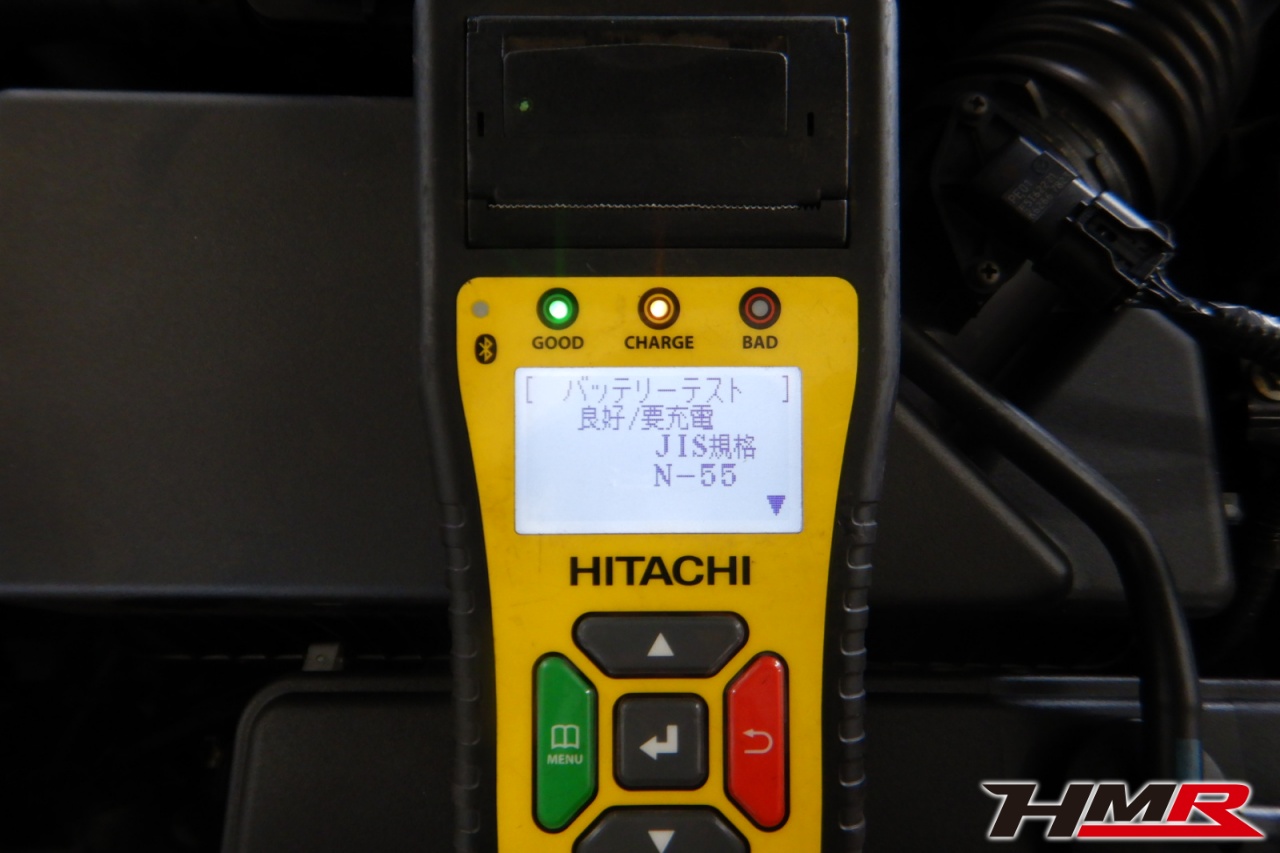 GOOD CHARGE BAD
[ バッテリーテスト ]
良好/要充電
JIS規格
N-55
HITACHI
MENU
HMR